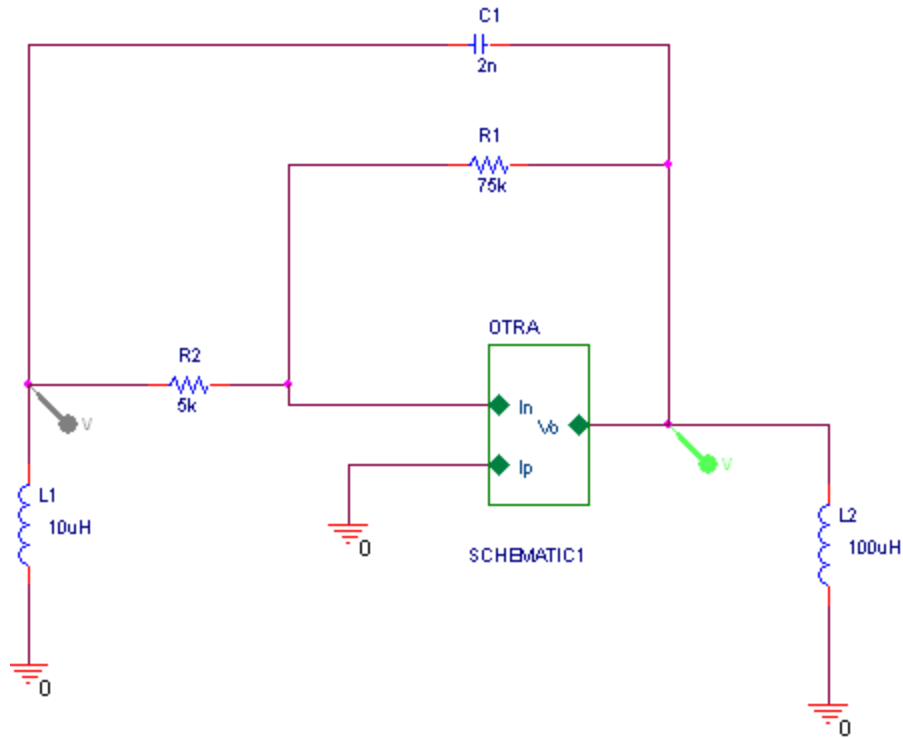 C1
2n
R1
75k
OTRA
R2
5k
In
Vo
V
V
Ip
L1
10uH
L2
100uH
0
SCHEMATIC1
0
0